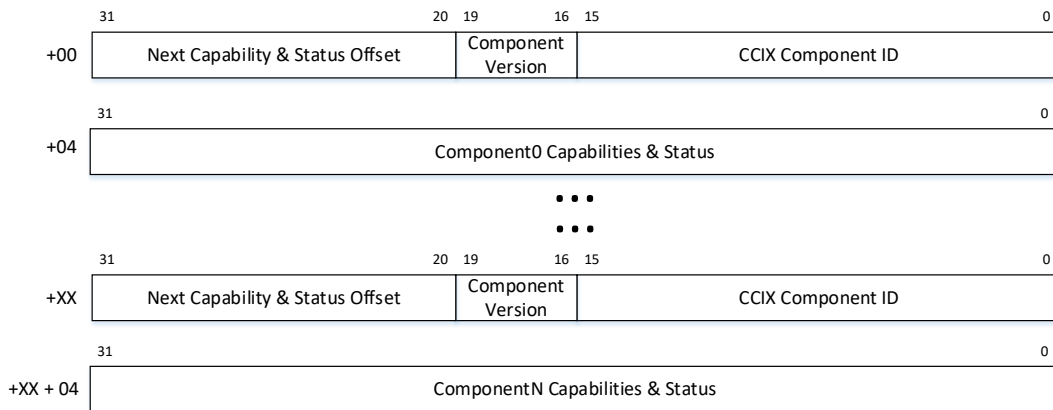 31 20 19 16 15 0
+00 Next Capability & Status Offset Component Version CCIX Component ID
31 0
+04 Component0 Capabilities & Status
• • •
• • •
31 20 19 16 15 0
+XX Next Capability & Status Offset Component Version CCIX Component ID
31 0
+XX + 04 ComponentN Capabilities & Status